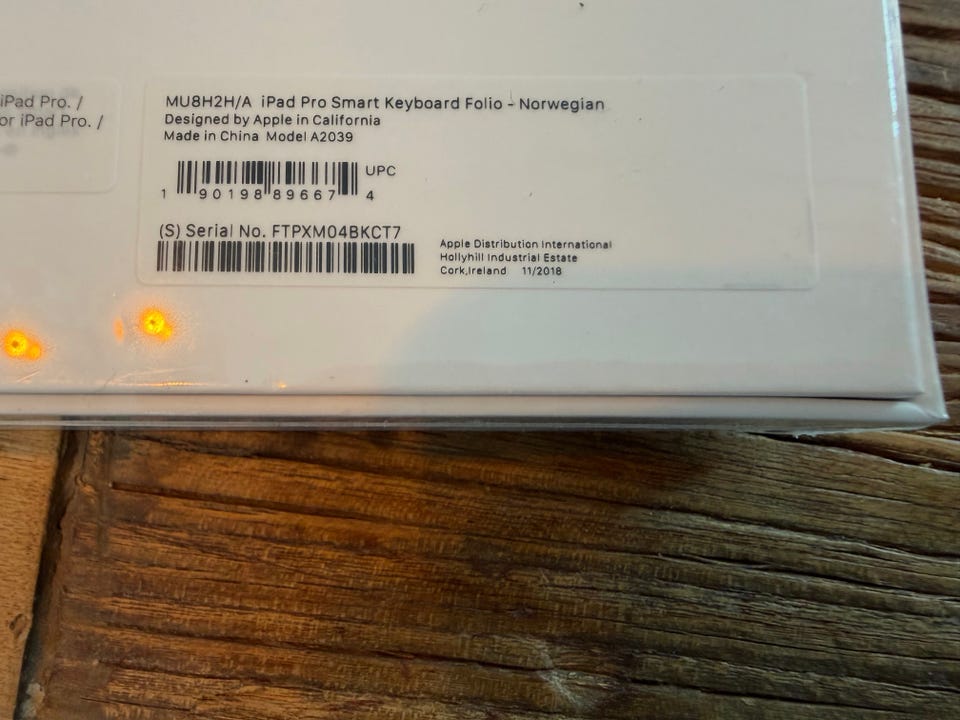 iPad Pro. /
or iPad Pro. /
MU8H2H/A iPad Pro Smart Keyboard Folio - Norwegian
Designed by Apple in California
Made in China Model A2039
UPC
1 90198 89667 4
(S) Serial No. FTPXM04BKCT7
Apple Distribution International
Hollyhill Industrial Estate
Cork,Ireland 11/2018